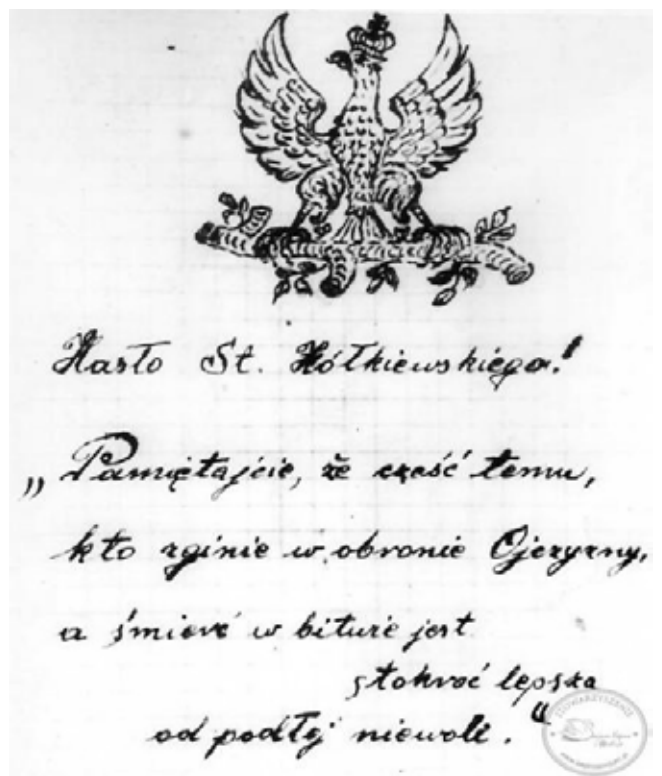 Hasło St. Żółkiewskiego!
„Pamiętajcie, że cześć temu,
kto zginie w obronie Ojczyzny,
a śmierć w bitwie jest
stokroć lepsza
od podłej niewoli.“
STOWARZYSZENIE